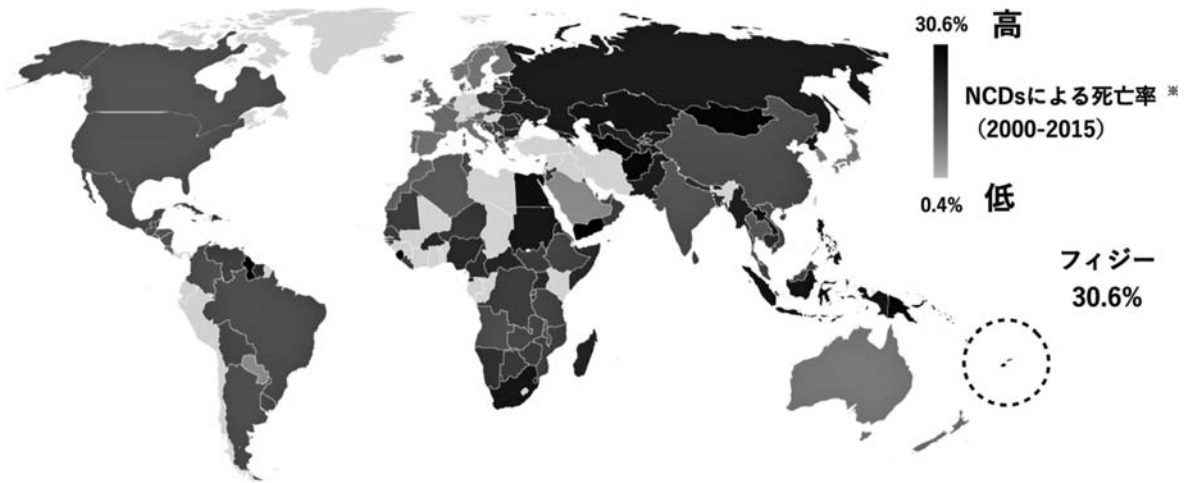 30.6% 高
NCDsによる死亡率 ※
（2000-2015）
0.4% 低
フィジー
30.6%